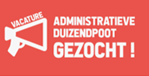 VACATURE
ADMINISTRATIEVE
DUIZENDPOOT
GEZOCHT !